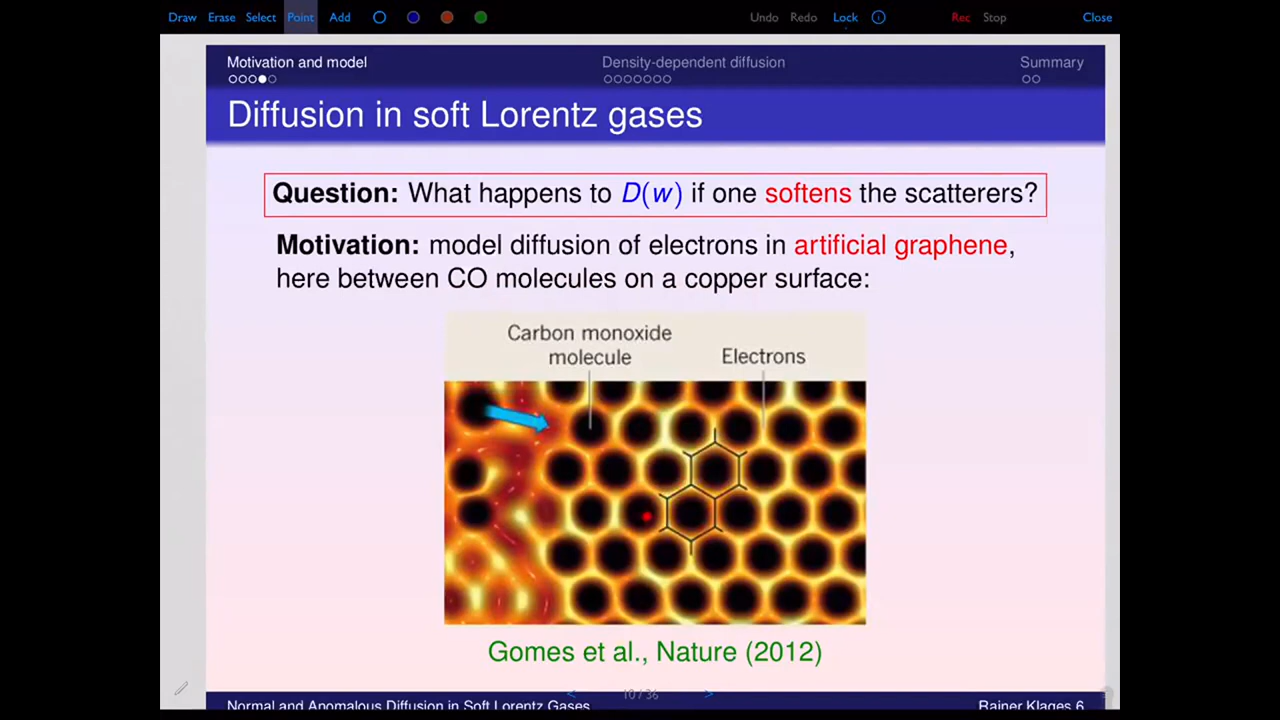 Draw Erase Select Point Add Undo Redo Lock Rec Stop Close
Motivation and model Density-dependent diffusion Summary
Diffusion in soft Lorentz gases
Question: What happens to D(w) if one softens the scatterers?
Motivation: model diffusion of electrons in artificial graphene,
here between CO molecules on a copper surface:
Carbon monoxide
molecule
Electrons
Gomes et al., Nature (2012)
10 / 36
Normal and Anomalous Diffusion in Soft Lorentz Gases Rainer Klages 6